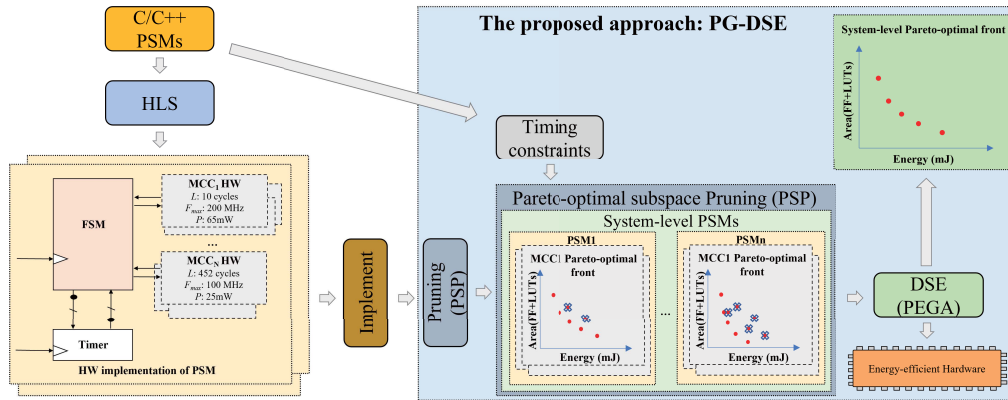 C/C++
PSMs
HLS
FSM
MCC1 HW
L: 10 cycles
Fmax: 200 MHz
P: 65mW
...
MCCN HW
L: 452 cycles
Fmax: 100 MHz
P: 25mW
Timer
HW implementation of PSM
Implement
The proposed approach: PG-DSE
Timing
constraints
Pruning
(PSP)
Pareto-optimal subspace Pruning (PSP)
System-level PSMs
PSM1
MCC1 Pareto-optimal
front
Area(FF+LUTs)
Energy (mJ)
...
PSMn
MCC1 Pareto-optimal
front
Area(FF+LUTs)
Energy (mJ)
System-level Pareto-optimal front
Area(FF+LUTs)
Energy (mJ)
DSE
(PEGA)
Energy-efficient Hardware